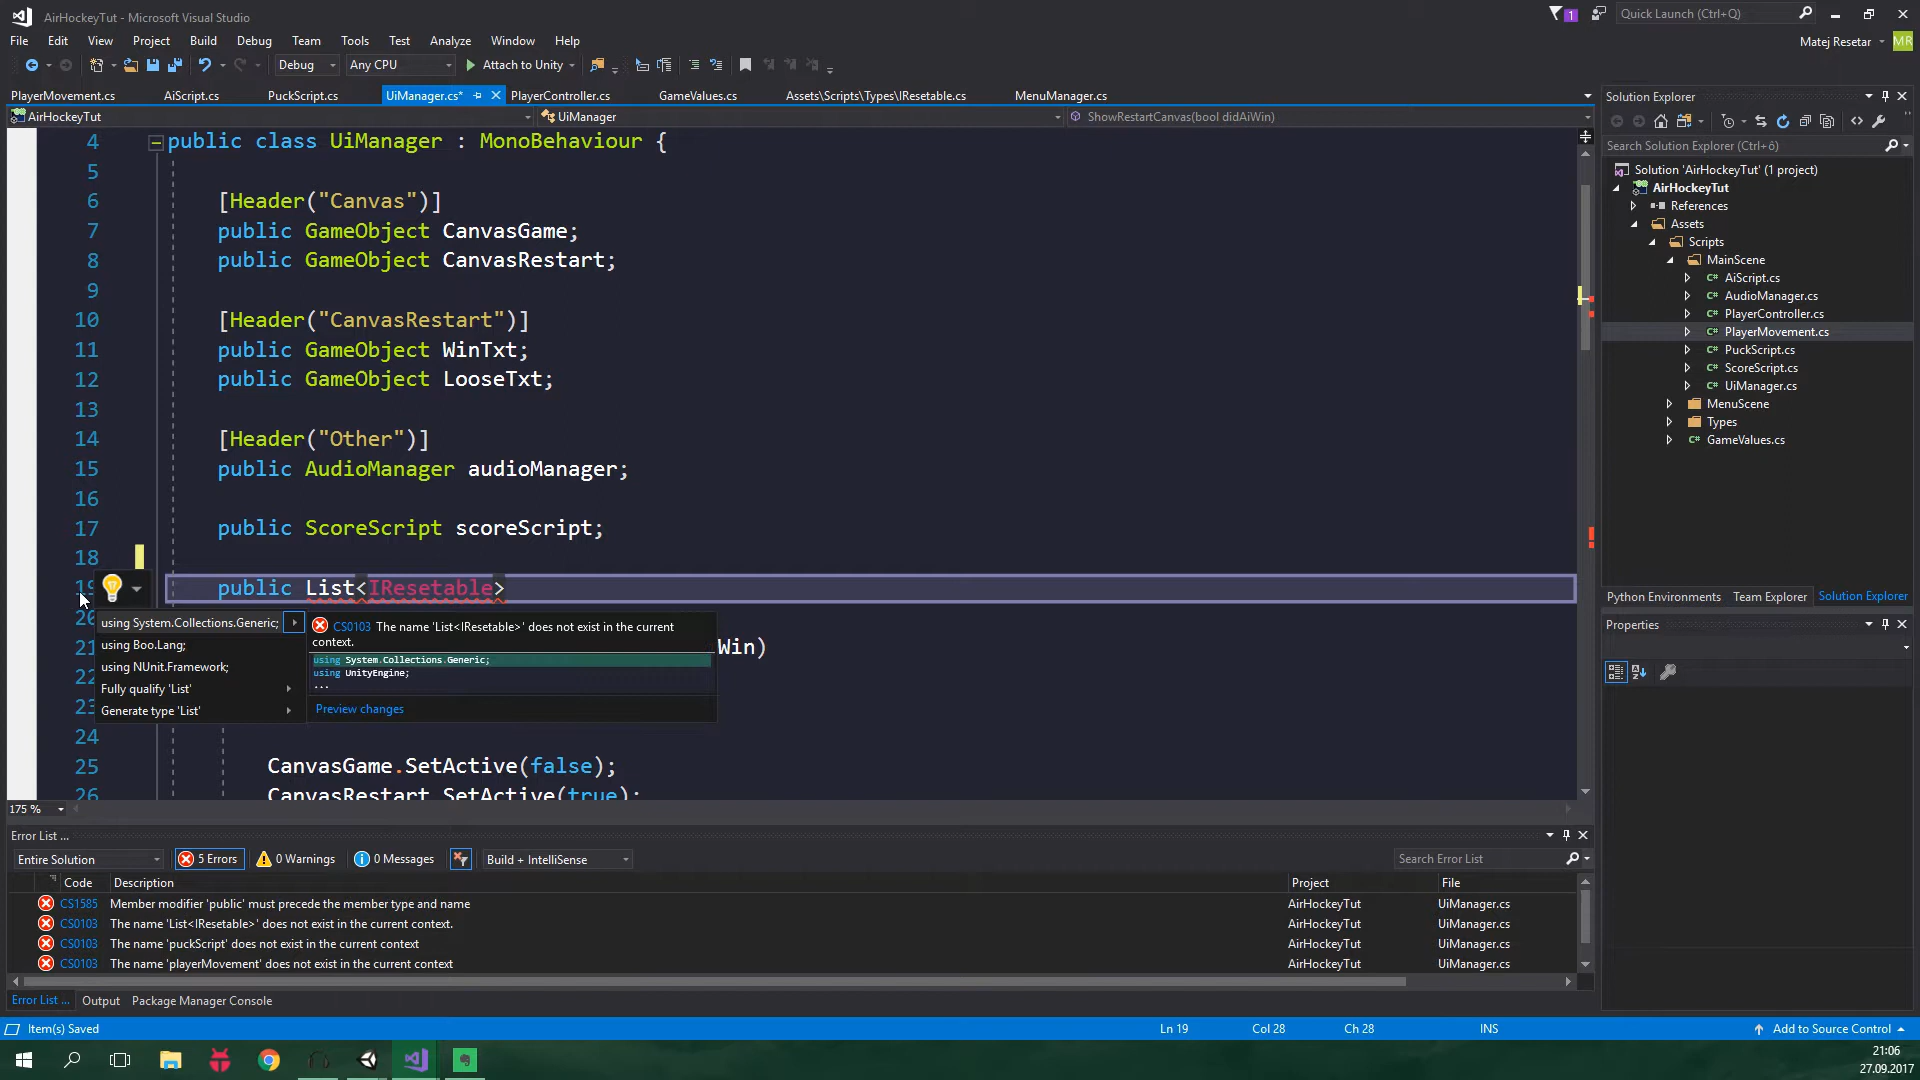 AirHockeyTut - Microsoft Visual Studio
1
Quick Launch (Ctrl+Q)
File Edit View Project Build Debug Team Tools Test Analyze Window Help
Matej Resetar
MR
Debug Any CPU Attach to Unity
PlayerMovement.cs AiScript.cs PuckScript.cs UiManager.cs* PlayerController.cs GameValues.cs Assets\Scripts\Types\IResetable.cs MenuManager.cs
AirHockeyTut UiManager ShowRestartCanvas(bool didAiWin)
4 public class UiManager : MonoBehaviour {
5
6 [Header("Canvas")]
7 public GameObject CanvasGame;
8 public GameObject CanvasRestart;
9
10 [Header("CanvasRestart")]
11 public GameObject WinTxt;
12 public GameObject LooseTxt;
13
14 [Header("Other")]
15 public AudioManager audioManager;
16
17 public ScoreScript scoreScript;
18
19 public List<IResetable>
20
21 Win)
22
23
24
25 CanvasGame.SetActive(false);
26 CanvasRestart.SetActive(true);
using System.Collections.Generic;
using Boo.Lang;
using NUnit.Framework;
Fully qualify 'List'
Generate type 'List'
CS0103 The name 'List<IResetable>' does not exist in the current
context.
using System.Collections.Generic;
using UnityEngine;
...
Preview changes
175 %
Error List ...
Entire Solution 5 Errors 0 Warnings 0 Messages Build + IntelliSense Search Error List
Code Description Project File
CS1585 Member modifier 'public' must precede the member type and name AirHockeyTut UiManager.cs
CS0103 The name 'List<IResetable>' does not exist in the current context. AirHockeyTut UiManager.cs
CS0103 The name 'puckScript' does not exist in the current context AirHockeyTut UiManager.cs
CS0103 The name 'playerMovement' does not exist in the current context AirHockeyTut UiManager.cs
Error List ... Output Package Manager Console
Solution Explorer
Search Solution Explorer (Ctrl+ô)
Solution 'AirHockeyTut' (1 project)
AirHockeyTut
References
Assets
Scripts
MainScene
AiScript.cs
AudioManager.cs
PlayerController.cs
PlayerMovement.cs
PuckScript.cs
ScoreScript.cs
UiManager.cs
MenuScene
Types
GameValues.cs
Python Environments Team Explorer Solution Explorer
Properties
Item(s) Saved Ln 19 Col 28 Ch 28 INS Add to Source Control
21:06
27.09.2017